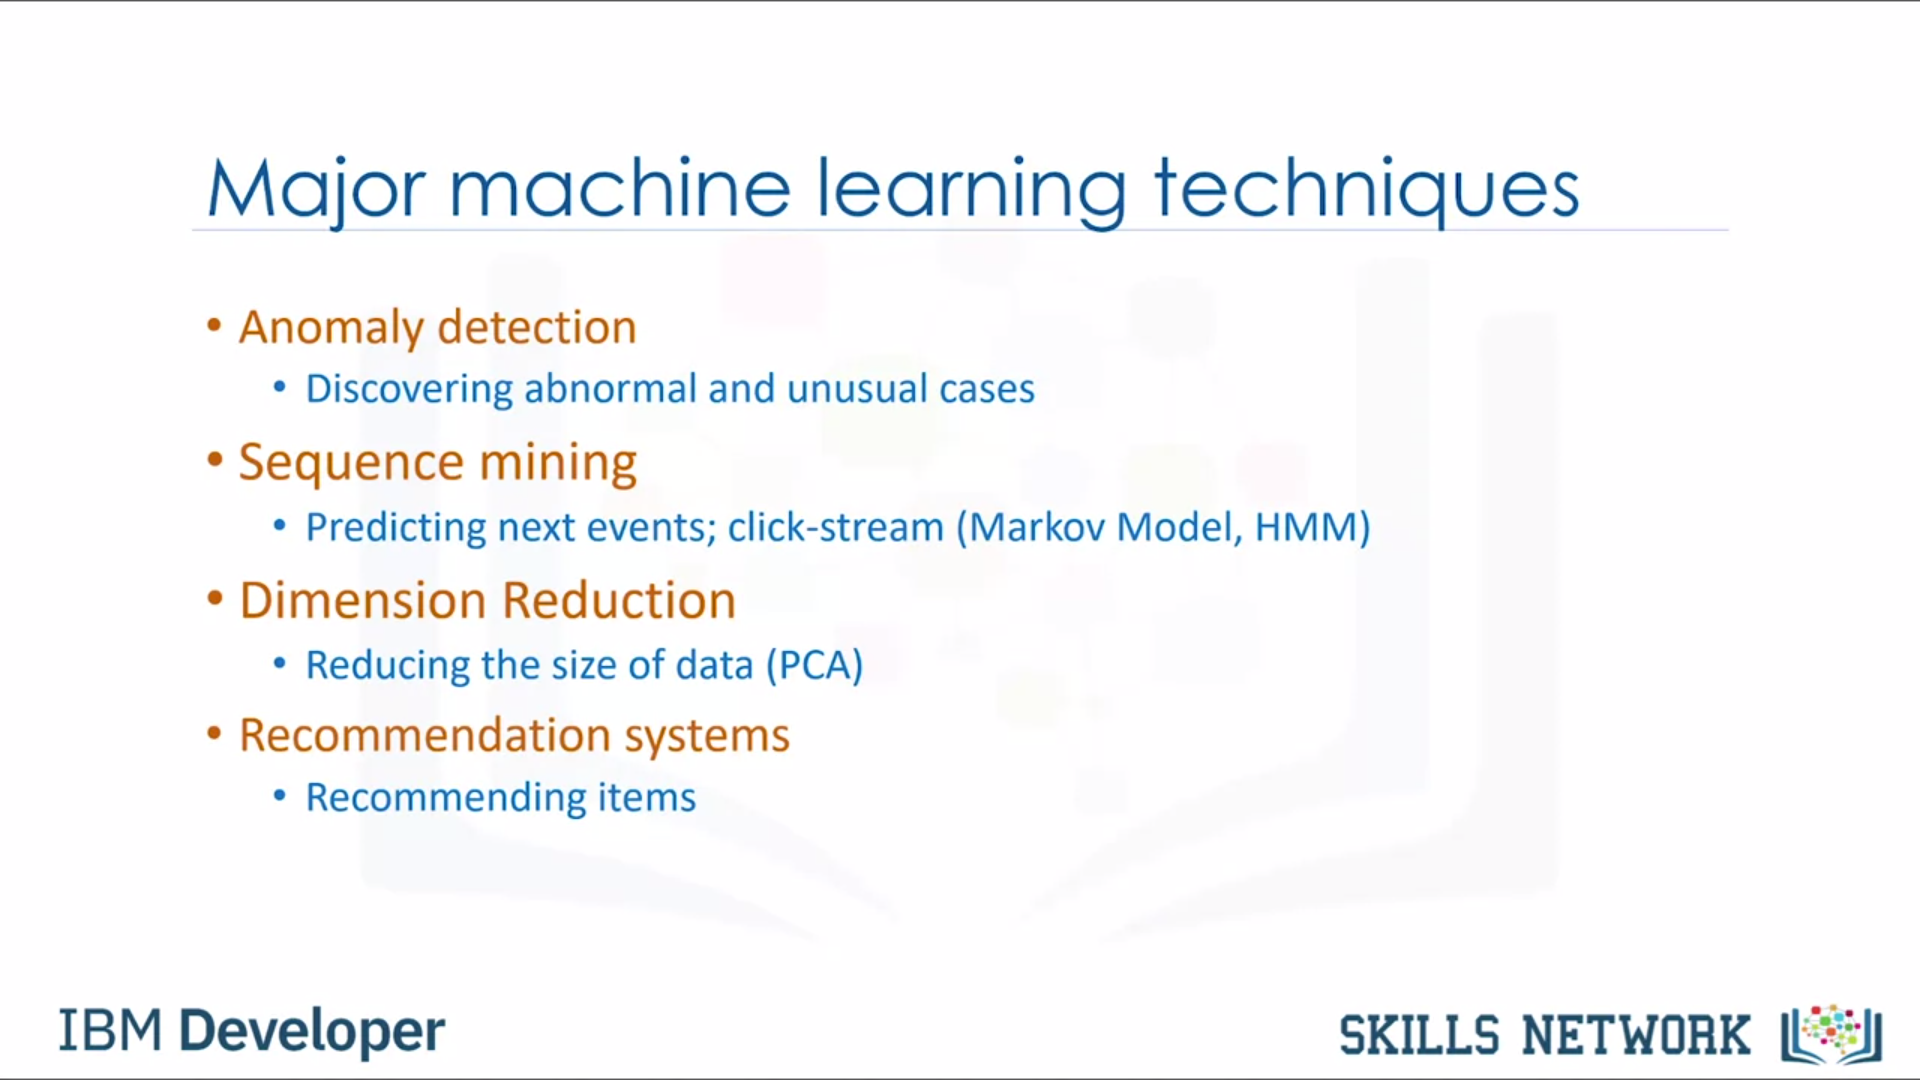 Major machine learning techniques
• Anomaly detection
• Discovering abnormal and unusual cases
• Sequence mining
• Predicting next events; click-stream (Markov Model, HMM)
• Dimension Reduction
• Reducing the size of data (PCA)
• Recommendation systems
• Recommending items
IBM Developer
SKILLS NETWORK